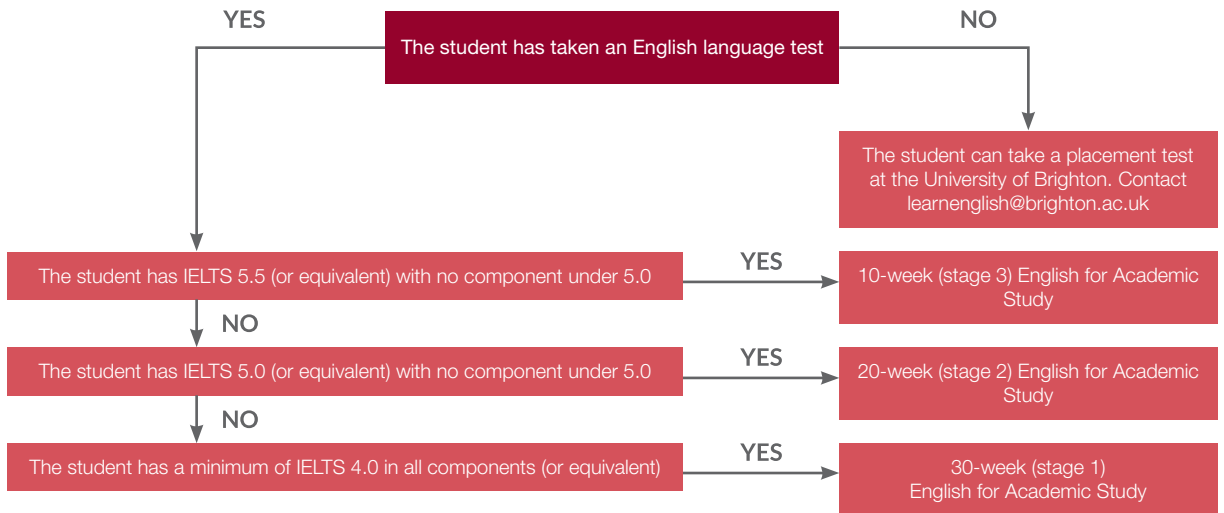 YES
NO
The student has taken an English language test
The student can take a placement test
at the University of Brighton. Contact
learnenglish@brighton.ac.uk
The student has IELTS 5.5 (or equivalent) with no component under 5.0
YES
10-week (stage 3) English for Academic
Study
NO
The student has IELTS 5.0 (or equivalent) with no component under 5.0
YES
20-week (stage 2) English for Academic
Study
NO
The student has a minimum of IELTS 4.0 in all components (or equivalent)
YES
30-week (stage 1)
English for Academic Study